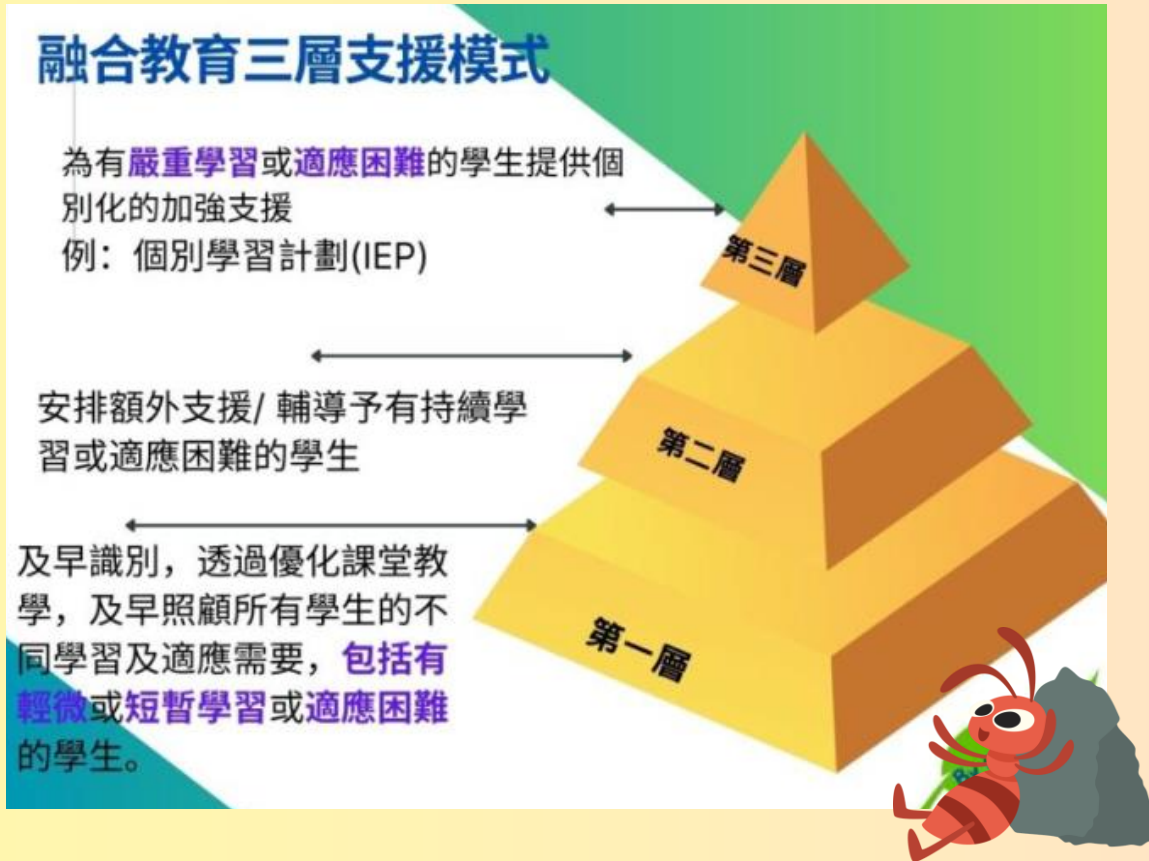 融合教育三層支援模式
為有嚴重學習或適應困難的學生提供個
別化的加強支援
例：個別學習計劃(IEP)
第三層
安排額外支援/ 輔導予有持續學
習或適應困難的學生
第二層
及早識別，透過優化課堂教
學，及早照顧所有學生的不
同學習及適應需要，包括有
輕微或短暫學習或適應困難
的學生。
第一層